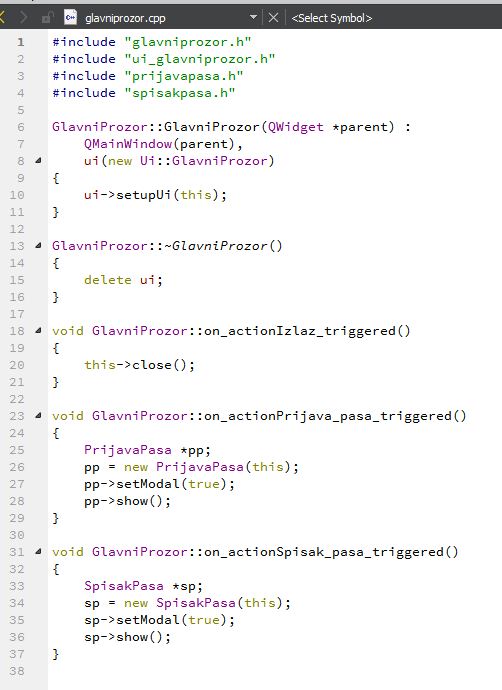 glavniprozor.cpp <Select Symbol>
1 #include "glavniprozor.h"
2 #include "ui_glavniprozor.h"
3 #include "prijavapasa.h"
4 #include "spisakpasa.h"
5
6 GlavniProzor::GlavniProzor(QWidget *parent) :
7     QMainWindow(parent),
8     ui(new Ui::GlavniProzor)
9 {
10     ui->setupUi(this);
11 }
12
13 GlavniProzor::~GlavniProzor()
14 {
15     delete ui;
16 }
17
18 void GlavniProzor::on_actionIzlaz_triggered()
19 {
20     this->close();
21 }
22
23 void GlavniProzor::on_actionPrijava_pasa_triggered()
24 {
25     PrijavaPasa *pp;
26     pp = new PrijavaPasa(this);
27     pp->setModal(true);
28     pp->show();
29 }
30
31 void GlavniProzor::on_actionSpisak_pasa_triggered()
32 {
33     SpisakPasa *sp;
34     sp = new SpisakPasa(this);
35     sp->setModal(true);
36     sp->show();
37 }
38